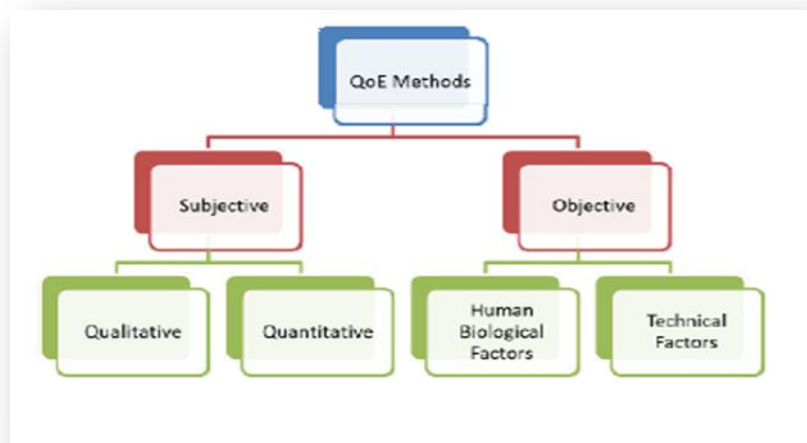 QoE Methods
Subjective
Objective
Qualitative
Quantitative
Human
Biological
Factors
Technical
Factors